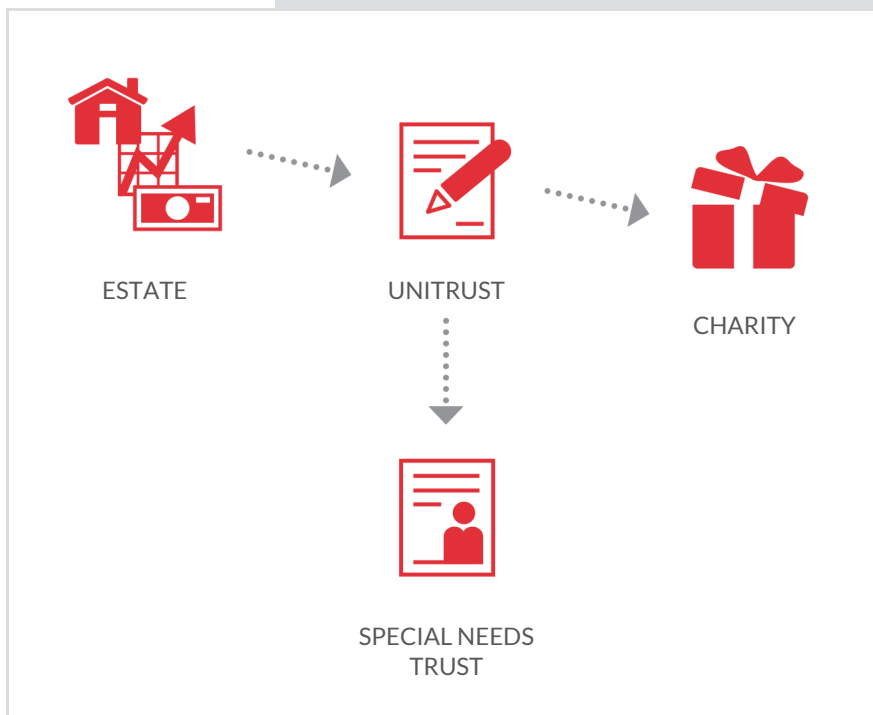 ESTATE
UNITRUST
CHARITY
SPECIAL NEEDS
TRUST